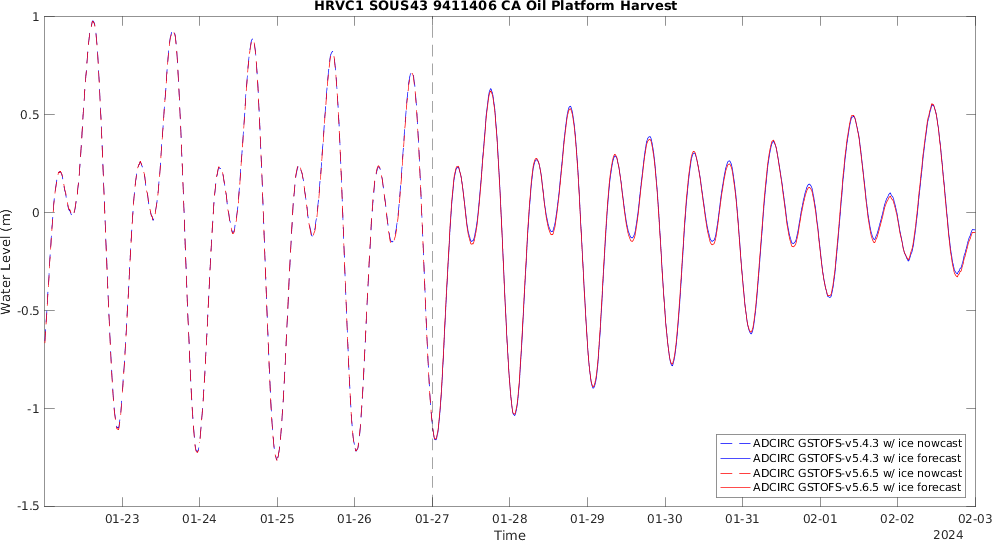 HRVC1 SOUS43 9411406 CA Oil Platform Harvest
1
0.5
0
-0.5
-1
-1.5
Water Level (m)
01-23 01-24 01-25 01-26 01-27 01-28 01-29 01-30 01-31 02-01 02-02 02-03
Time
2024
ADCIRC GSTOFS-v5.4.3 w/ ice nowcast
ADCIRC GSTOFS-v5.4.3 w/ ice forecast
ADCIRC GSTOFS-v5.6.5 w/ ice nowcast
ADCIRC GSTOFS-v5.6.5 w/ ice forecast